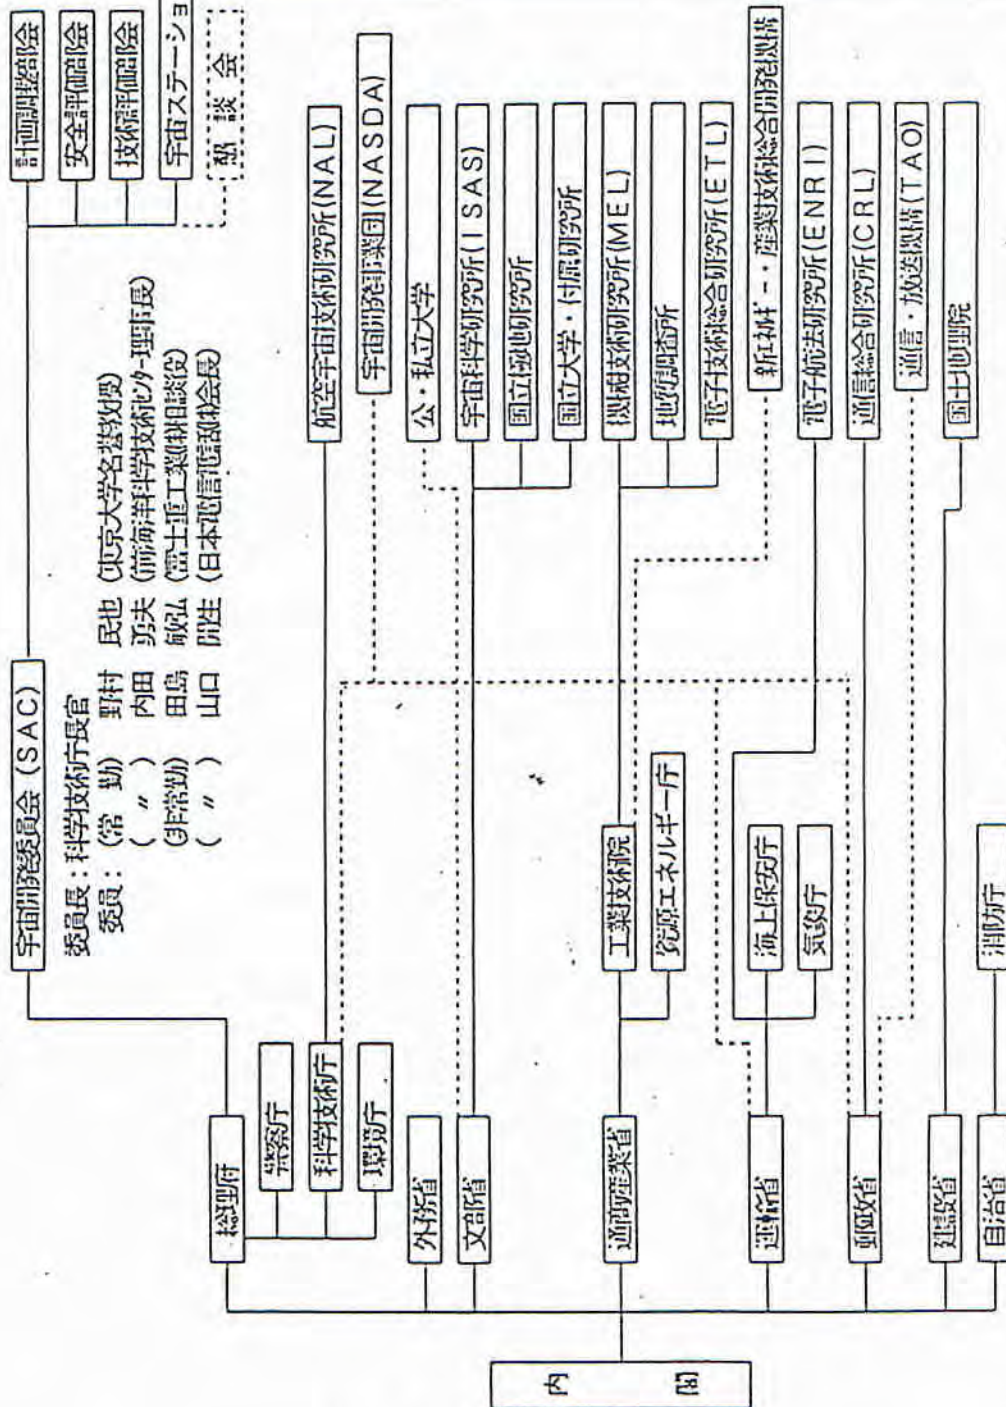 宇宙開発委員会(SAC)
委員長:科学技術庁長官
委員:(常 勤) 野村 民也 (東京大学名誉教授)
( 〃 ) 内田 勇夫 (前海洋科学技術センター理事長)
(非常勤) 田島 敏弘 (富士重工業㈱相談役)
( 〃 ) 山口 開生 (日本電信電話㈱会長)
計画調整部会
安全評価部会
技術評価部会
宇宙ステーショ
懇談会
内閣
総理府
警察庁
科学技術庁
環境庁
外務省
文部省
通商産業省
工業技術院
資源エネルギー庁
運輸省
海上保安庁
気象庁
郵政省
建設省
自治省
消防庁
航空宇宙技術研究所(NAL)
宇宙開発事業団(NASDA)
公・私立大学
宇宙科学研究所(ISAS)
国立極地研究所
国立大学・付属研究所
機械技術研究所(MEL)
地質調査所
電子技術総合研究所(ETL)
新エネルギー・産業技術総合開発機構
電子航法研究所(ENRI)
通信総合研究所(CRL)
通信・放送機構(TAO)
国土地理院